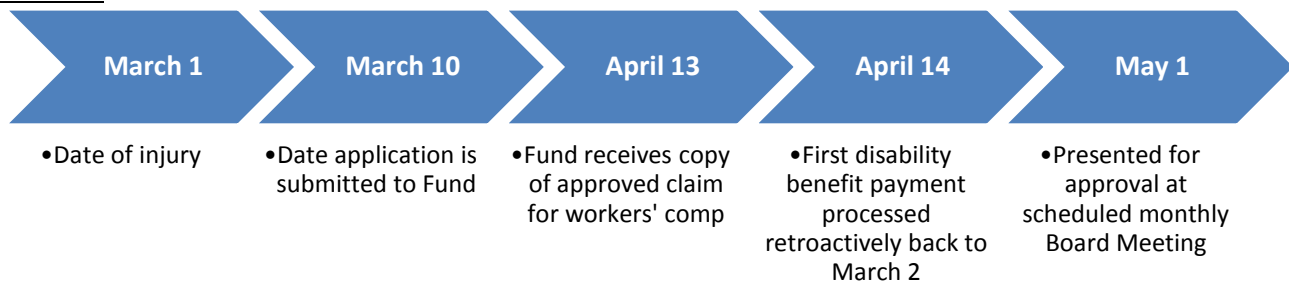 March 1
March 10
April 13
April 14
May 1
•Date of injury
•Date application is
submitted to Fund
•Fund receives copy
of approved claim
for workers' comp
•First disability
benefit payment
processed
retroactively back to
March 2
•Presented for
approval at
scheduled monthly
Board Meeting